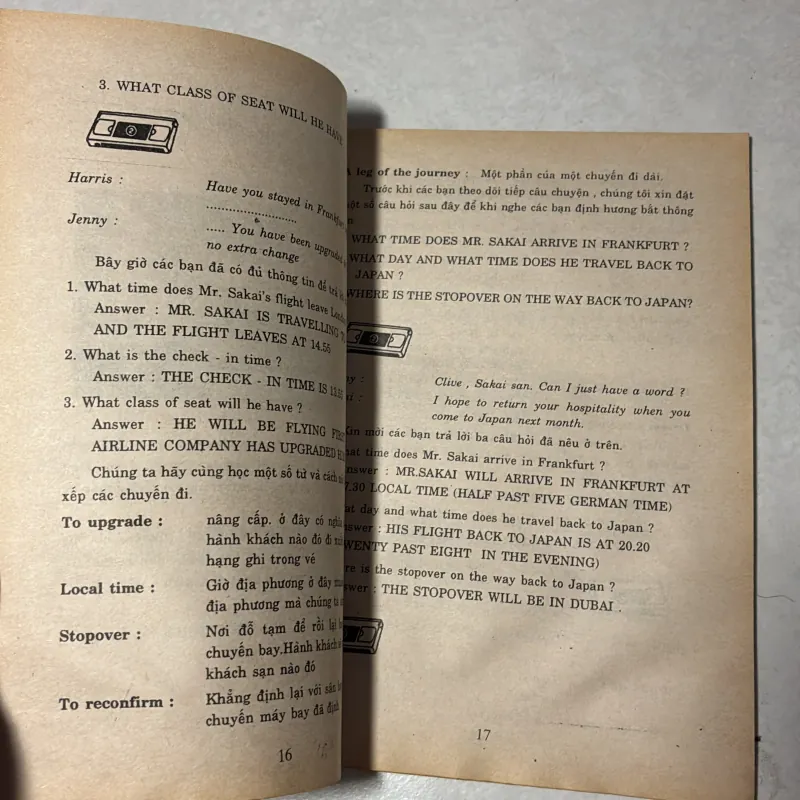 3. WHAT CLASS OF SEAT WILL HE HAVE
2
Harris : Have you stayed in Frankfurt
........................
Jenny : ..... You have been upgraded
no extra change
Bây giờ các bạn đã có đủ thông tin để trả
1. What time does Mr. Sakai's flight leave
Answer : MR. SAKAI IS TRAVELLING
AND THE FLIGHT LEAVES AT 14.55
2. What is the check - in time ?
Answer : THE CHECK - IN TIME IS
3. What class of seat will he have ?
Answer : HE WILL BE FLYING
AIRLINE COMPANY HAS UPGRADED
Chúng ta hãy cùng học một số từ và cách
xếp các chuyến đi.
To upgrade : nâng cấp. ở đây có nghĩa
hành khách nào đó đi
hạng ghi trong vé
Local time : Giờ địa phương ở đây
địa phương mà chúng ta
Stopover : Nơi đỗ tạm để rồi lại
chuyến bay.Hành khách
khách sạn nào đó
To reconfirm : Khẳng định lại với
chuyến máy bay đã định
16
leg of the journey : Một phần của một chuyến đi dài.
Trước khi các bạn theo dõi tiếp câu chuyện , chúng tôi xin đặt
một số câu hỏi sau đây để khi nghe các bạn định hương bắt thông
WHAT TIME DOES MR. SAKAI ARRIVE IN FRANKFURT ?
WHAT DAY AND WHAT TIME DOES HE TRAVEL BACK TO
JAPAN ?
WHERE IS THE STOPOVER ON THE WAY BACK TO JAPAN?
Clive , Sakai san. Can I just have a word ?
I hope to return your hospitality when you
come to Japan next month.
mời các bạn trả lời ba câu hỏi đã nêu ở trên.
time does Mr. Sakai arrive in Frankfurt ?
: MR.SAKAI WILL ARRIVE IN FRANKFURT AT
.30 LOCAL TIME (HALF PAST FIVE GERMAN TIME)
day and what time does he travel back to Japan ?
: HIS FLIGHT BACK TO JAPAN IS AT 20.20
PAST EIGHT IN THE EVENING)
is the stopover on the way back to Japan ?
: THE STOPOVER WILL BE IN DUBAI .
17